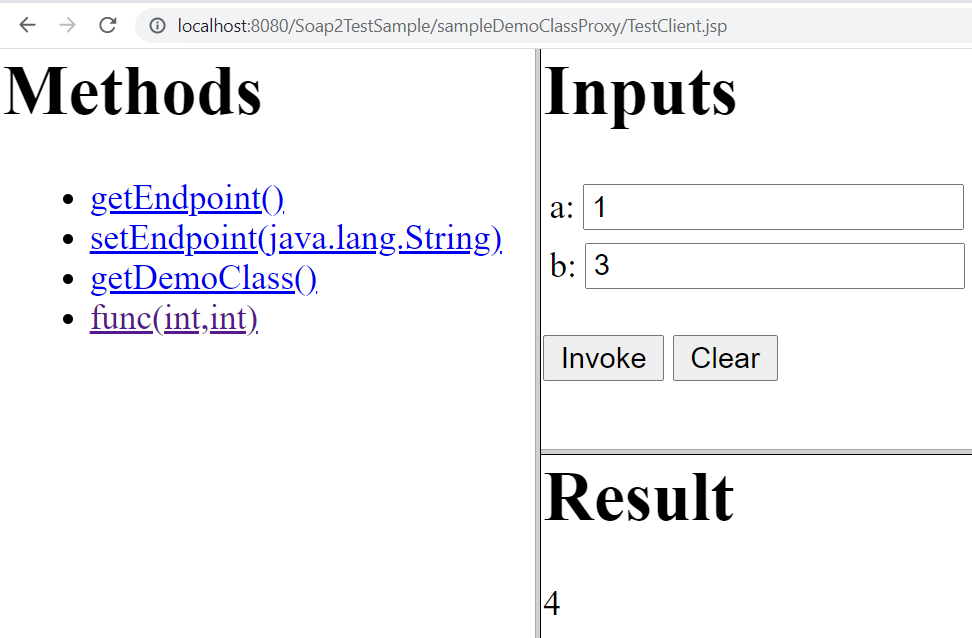 localhost:8080/Soap2TestSample/sampleDemoClassProxy/TestClient.jsp
Methods
getEndpoint()
setEndpoint(java.lang.String)
getDemoClass()
func(int,int)
Inputs
a: 1
b: 3
Invoke Clear
Result
4